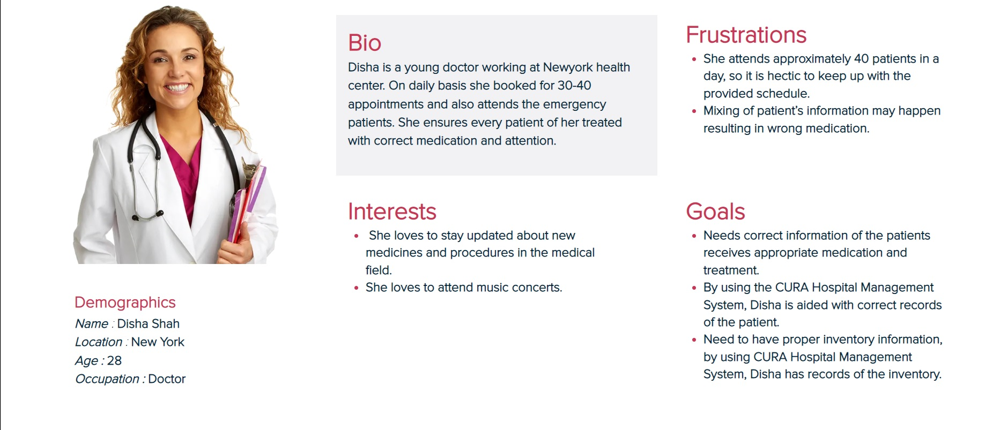 Bio
Disha is a young doctor working at Newyork health
center. On daily basis she booked for 30-40
appointments and also attends the emergency
patients. She ensures every patient of her treated
with correct medication and attention.
Frustrations
• She attends approximately 40 patients in a
day, so it is hectic to keep up with the
provided schedule.
• Mixing of patient’s information may happen
resulting in wrong medication.
Interests
• She loves to stay updated about new
medicines and procedures in the medical
field.
• She loves to attend music concerts.
Goals
• Needs correct information of the patients
receives appropriate medication and
treatment.
• By using the CURA Hospital Management
System, Disha is aided with correct records
of the patient.
• Need to have proper inventory information,
by using CURA Hospital Management
System, Disha has records of the inventory.
Demographics
Name : Disha Shah
Location : New York
Age : 28
Occupation : Doctor